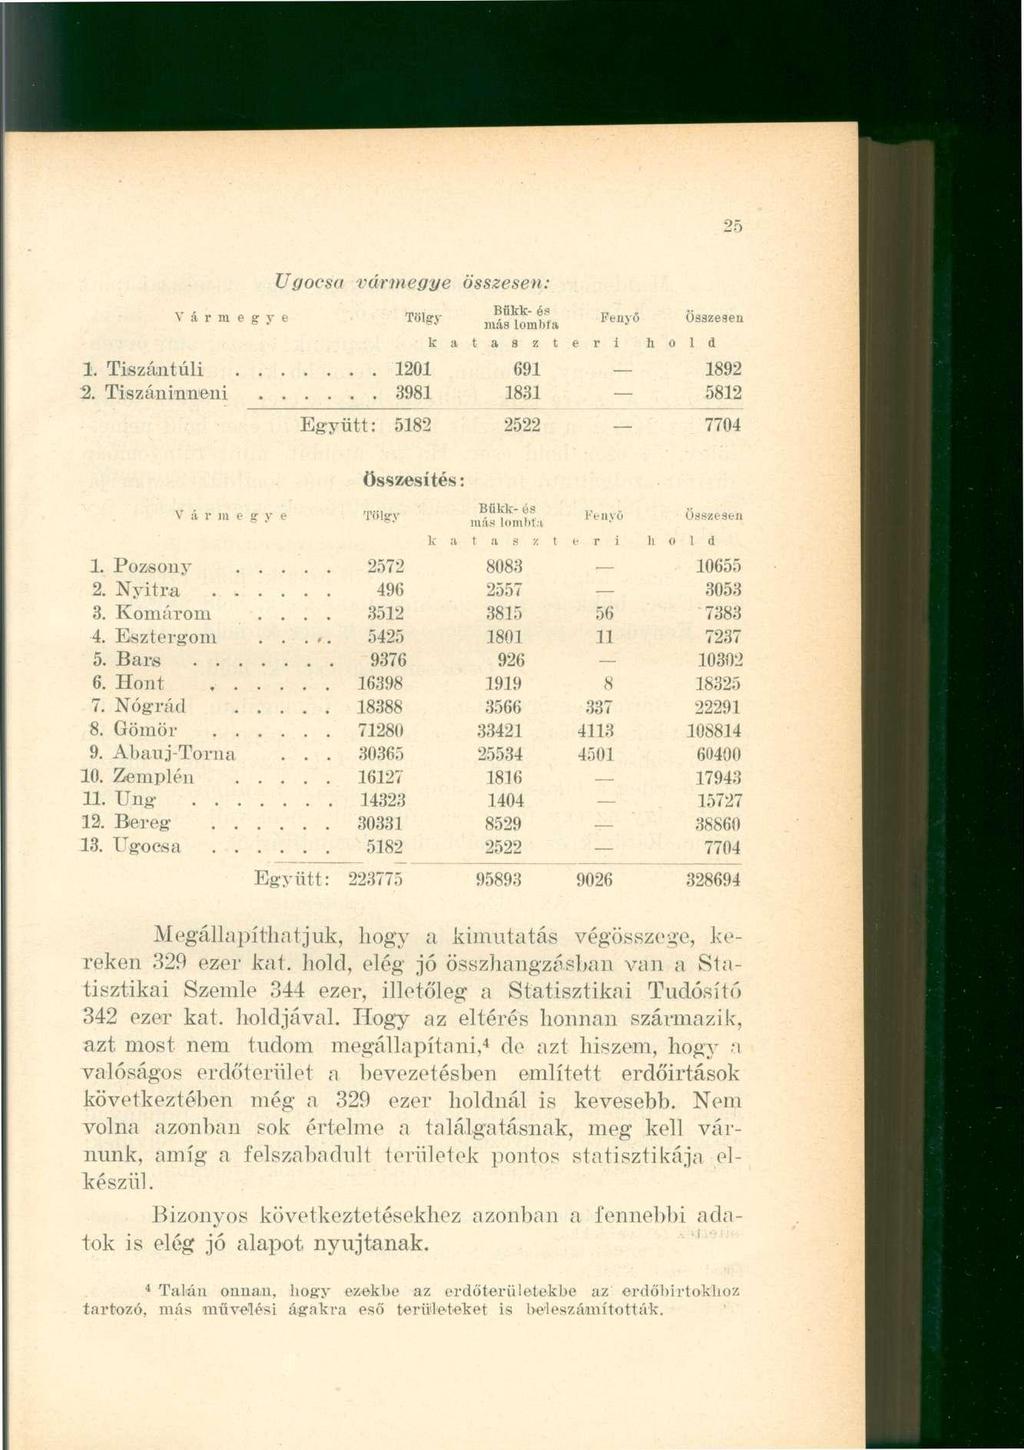 25
Ugocsa vármegye összesen:
Vármegye Tölgy Bükk- és más lombfa Fenyő Összesen
kataszteri hold
1. Tiszántúli . . . . . . . 1201 691 — 1892
2. Tiszáninneni . . . . . . 3981 1831 — 5812
Együtt: 5182 2522 — 7704
Összesítés:
Vármegye Tölgy Bükk- és más lombfa Fenyő Összesen
kataszteri hold
1. Pozsony . . . . . 2572 8083 — 10655
2. Nyitra . . . . . . 496 2557 — 3053
3. Komárom . . . . 3512 3815 56 7383
4. Esztergom . . . . 5425 1801 11 7237
5. Bars . . . . . . . 9376 926 — 10302
6. Hont . . . . . . 16398 1919 8 18325
7. Nógrád . . . . . 18388 3566 337 22291
8. Gömör . . . . . . 71280 33421 4113 108814
9. Abauj-Torna . . . 30365 25534 4501 60400
10. Zemplén . . . . . 16127 1816 — 17943
11. Ung . . . . . . . 14323 1404 — 15727
12. Bereg . . . . . . 30331 8529 — 38860
13. Ugocsa . . . . . . 5182 2522 — 7704
Együtt: 223775 95893 9026 328694
Megállapíthatjuk, hogy a kimutatás végösszege, ke-
reken 329 ezer kat. hold, elég jó összhangzásban van a Sta-
tisztikai Szemle 344 ezer, illetőleg a Statisztikai Tudósító
342 ezer kat. holdjával. Hogy az eltérés honnan származik,
azt most nem tudom megállapítani,⁴ de azt hiszem, hogy a
valóságos erdőterület a bevezetésben említett erdőirtások
következtében még a 329 ezer holdnál is kevesebb. Nem
volna azonban sok értelme a találgatásnak, meg kell vár-
nunk, amíg a felszabadult területek pontos statisztikája el-
készül.
Bizonyos következtetésekhez azonban a fennebbi ada-
tok is elég jó alapot nyujtanak.
⁴ Talán onnan, hogy ezekbe az erdőterületekbe az erdőbirtokhoz
tartozó, más művelési ágakra eső területeket is beleszámították.